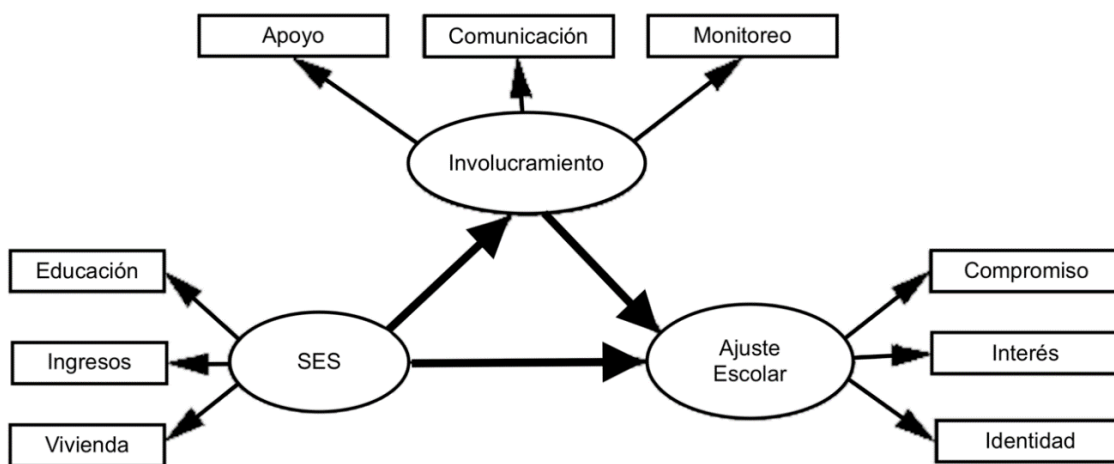 Apoyo
Comunicación
Monitoreo
Involucramiento
Educación
Ingresos
Vivienda
SES
Ajuste
Escolar
Compromiso
Interés
Identidad